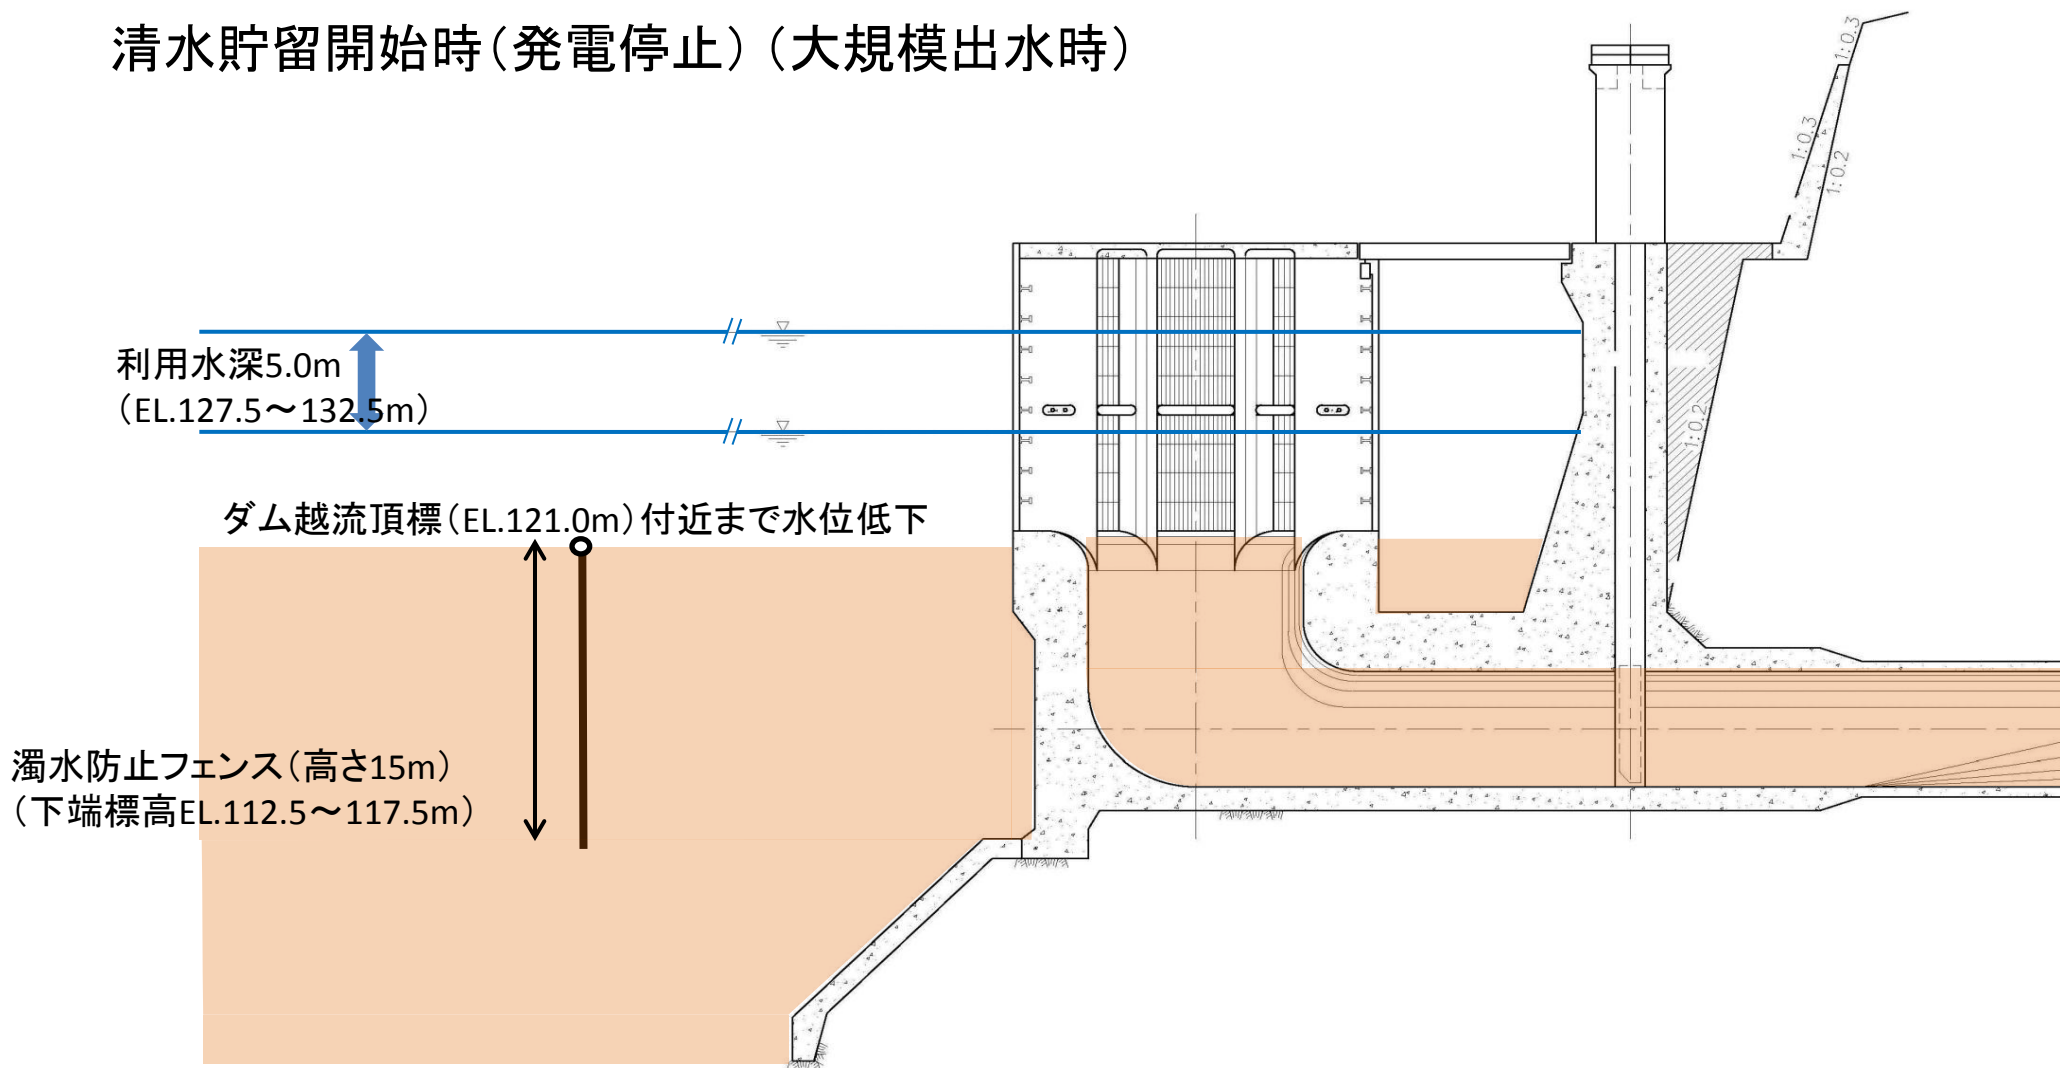 清水貯留開始時（発電停止）（大規模出水時）
1:0.3
1:0.3
1:0.2
利用水深5.0m
（EL.127.5～132.5m）
1:0.2
ダム越流頂標（EL.121.0m）付近まで水位低下
濁水防止フェンス（高さ15m）
（下端標高EL.112.5～117.5m）